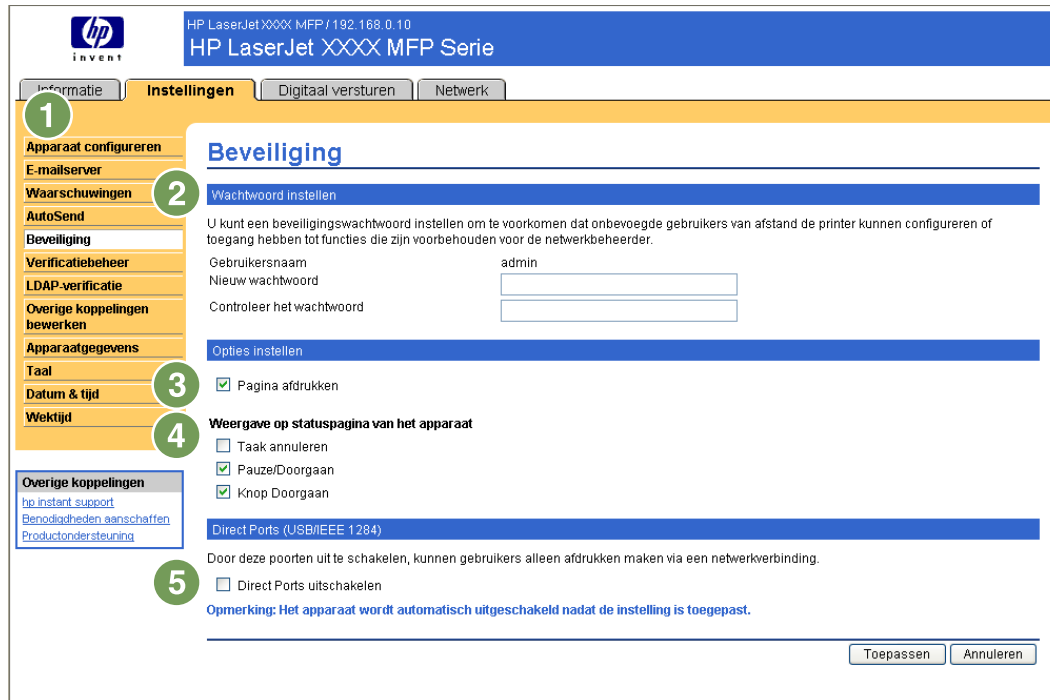 hp
invent
HP LaserJet XXXX MFP / 192.168.0.10
HP LaserJet XXXX MFP Serie
Informatie
Instellingen
Digitaal versturen
Netwerk
1
Apparaat configureren
E-mailserver
Waarschuwingen
AutoSend
Beveiliging
Verificatiebeheer
LDAP-verificatie
Overige koppelingen
bewerken
Apparaatgegevens
Taal
Datum & tijd
Wektijd
Overige koppelingen
hp instant support
Benodigdheden aanschaffen
Productondersteuning
Beveiliging
2
Wachtwoord instellen
U kunt een beveiligingswachtwoord instellen om te voorkomen dat onbevoegde gebruikers van afstand de printer kunnen configureren of
toegang hebben tot functies die zijn voorbehouden voor de netwerkbeheerder.
Gebruikersnaam admin
Nieuw wachtwoord
Controleer het wachtwoord
Opties instellen
3
Pagina afdrukken
4
Weergave op statuspagina van het apparaat
Taak annuleren
Pauze/Doorgaan
Knop Doorgaan
Direct Ports (USB/IEEE 1284)
Door deze poorten uit te schakelen, kunnen gebruikers alleen afdrukken maken via een netwerkverbinding.
5
Direct Ports uitschakelen
Opmerking: Het apparaat wordt automatisch uitgeschakeld nadat de instelling is toegepast.
Toepassen
Annuleren